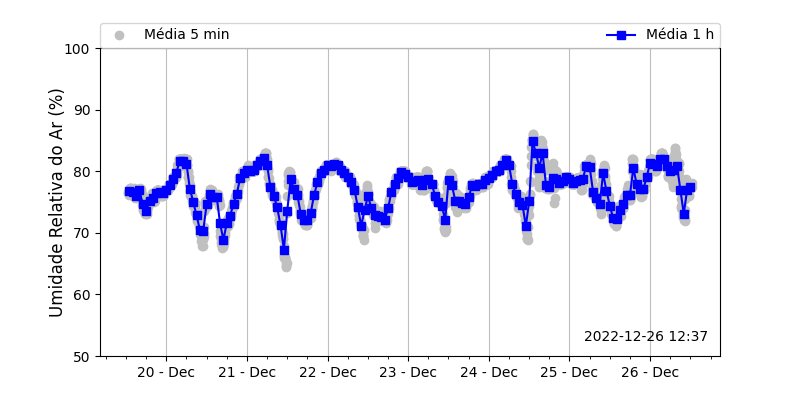 Média 5 min
Média 1 h
Umidade Relativa do Ar (%)
100
90
80
70
60
50
2022-12-26 12:37
20 - Dec
21 - Dec
22 - Dec
23 - Dec
24 - Dec
25 - Dec
26 - Dec